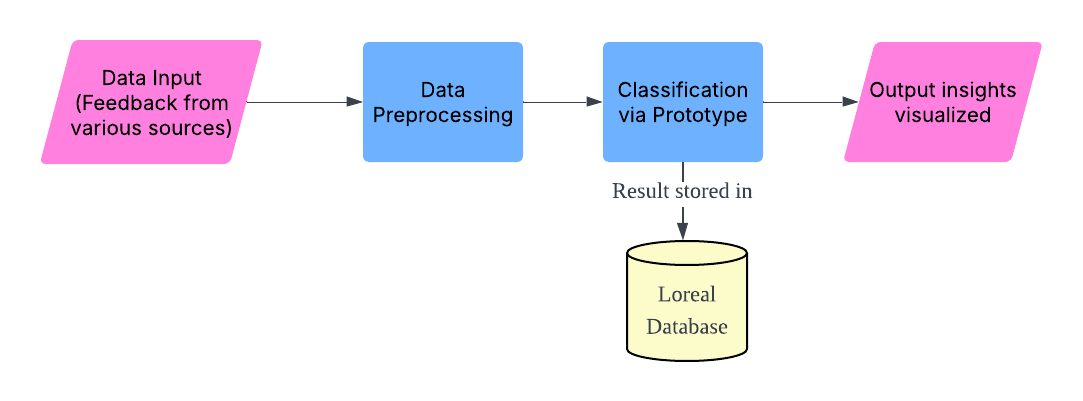 Data Input
(Feedback from
various sources)
Data
Preprocessing
Classification
via Prototype
Output insights
visualized
Result stored in
Loreal
Database